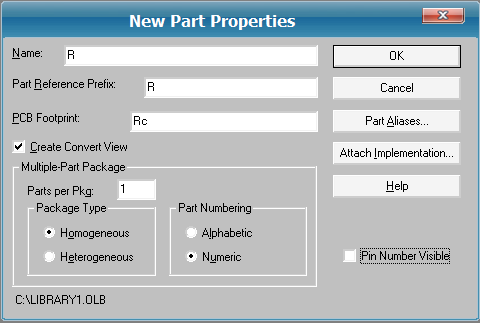 New Part Properties
Name: R
OK
Part Reference Prefix: R
Cancel
PCB Footprint: Rc
Part Aliases...
Create Convert View
Attach Implementation...
Multiple-Part Package
Parts per Pkg: 1
Help
Package Type
Part Numbering
Homogeneous
Alphabetic
Heterogeneous
Numeric
Pin Number Visible
C:\LIBRARY1.OLB